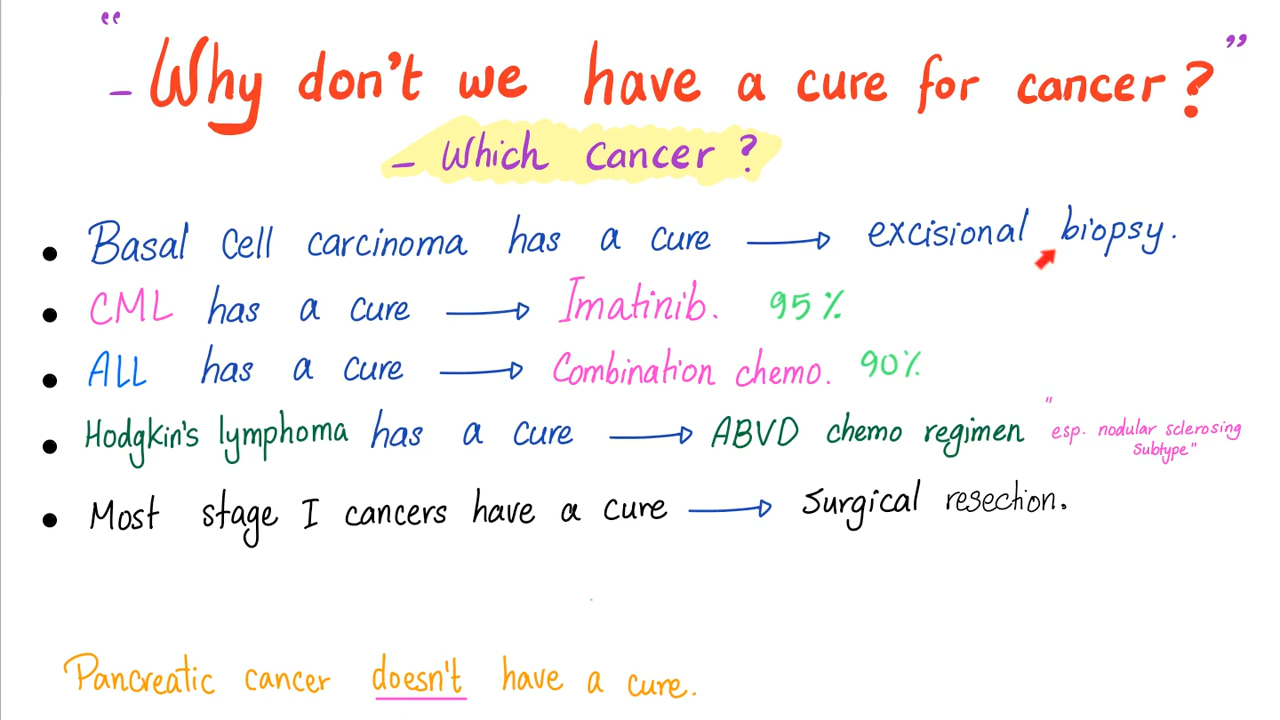 “
- Why don't we have a cure for cancer? ”
- Which cancer?
• Basal cell carcinoma has a cure → excisional biopsy.
• CML has a cure → Imatinib. 95%
• ALL has a cure → Combination chemo. 90%
• Hodgkin's lymphoma has a cure → ABVD chemo regimen "esp. nodular sclerosing
subtype"
• Most stage I cancers have a cure → Surgical resection.
Pancreatic cancer doesn't have a cure.